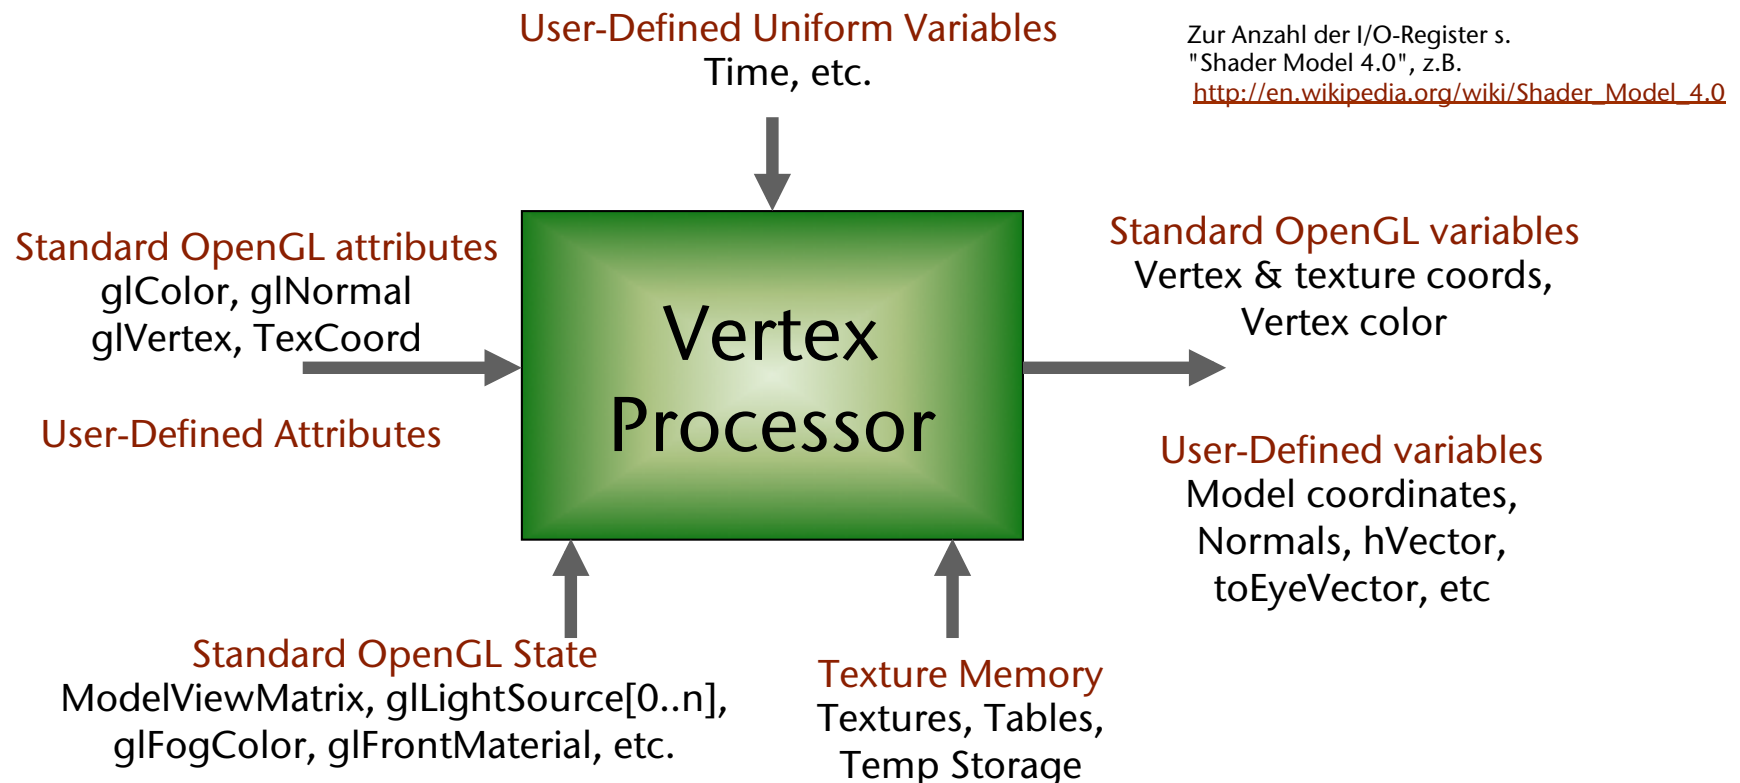 User-Defined Uniform Variables
Time, etc.
Zur Anzahl der I/O-Register s.
"Shader Model 4.0", z.B.
http://en.wikipedia.org/wiki/Shader_Model_4.0
Standard OpenGL attributes
glColor, glNormal
glVertex, TexCoord
User-Defined Attributes
Vertex
Processor
Standard OpenGL variables
Vertex & texture coords,
Vertex color
User-Defined variables
Model coordinates,
Normals, hVector,
toEyeVector, etc
Standard OpenGL State
ModelViewMatrix, glLightSource[0..n],
glFogColor, glFrontMaterial, etc.
Texture Memory
Textures, Tables,
Temp Storage